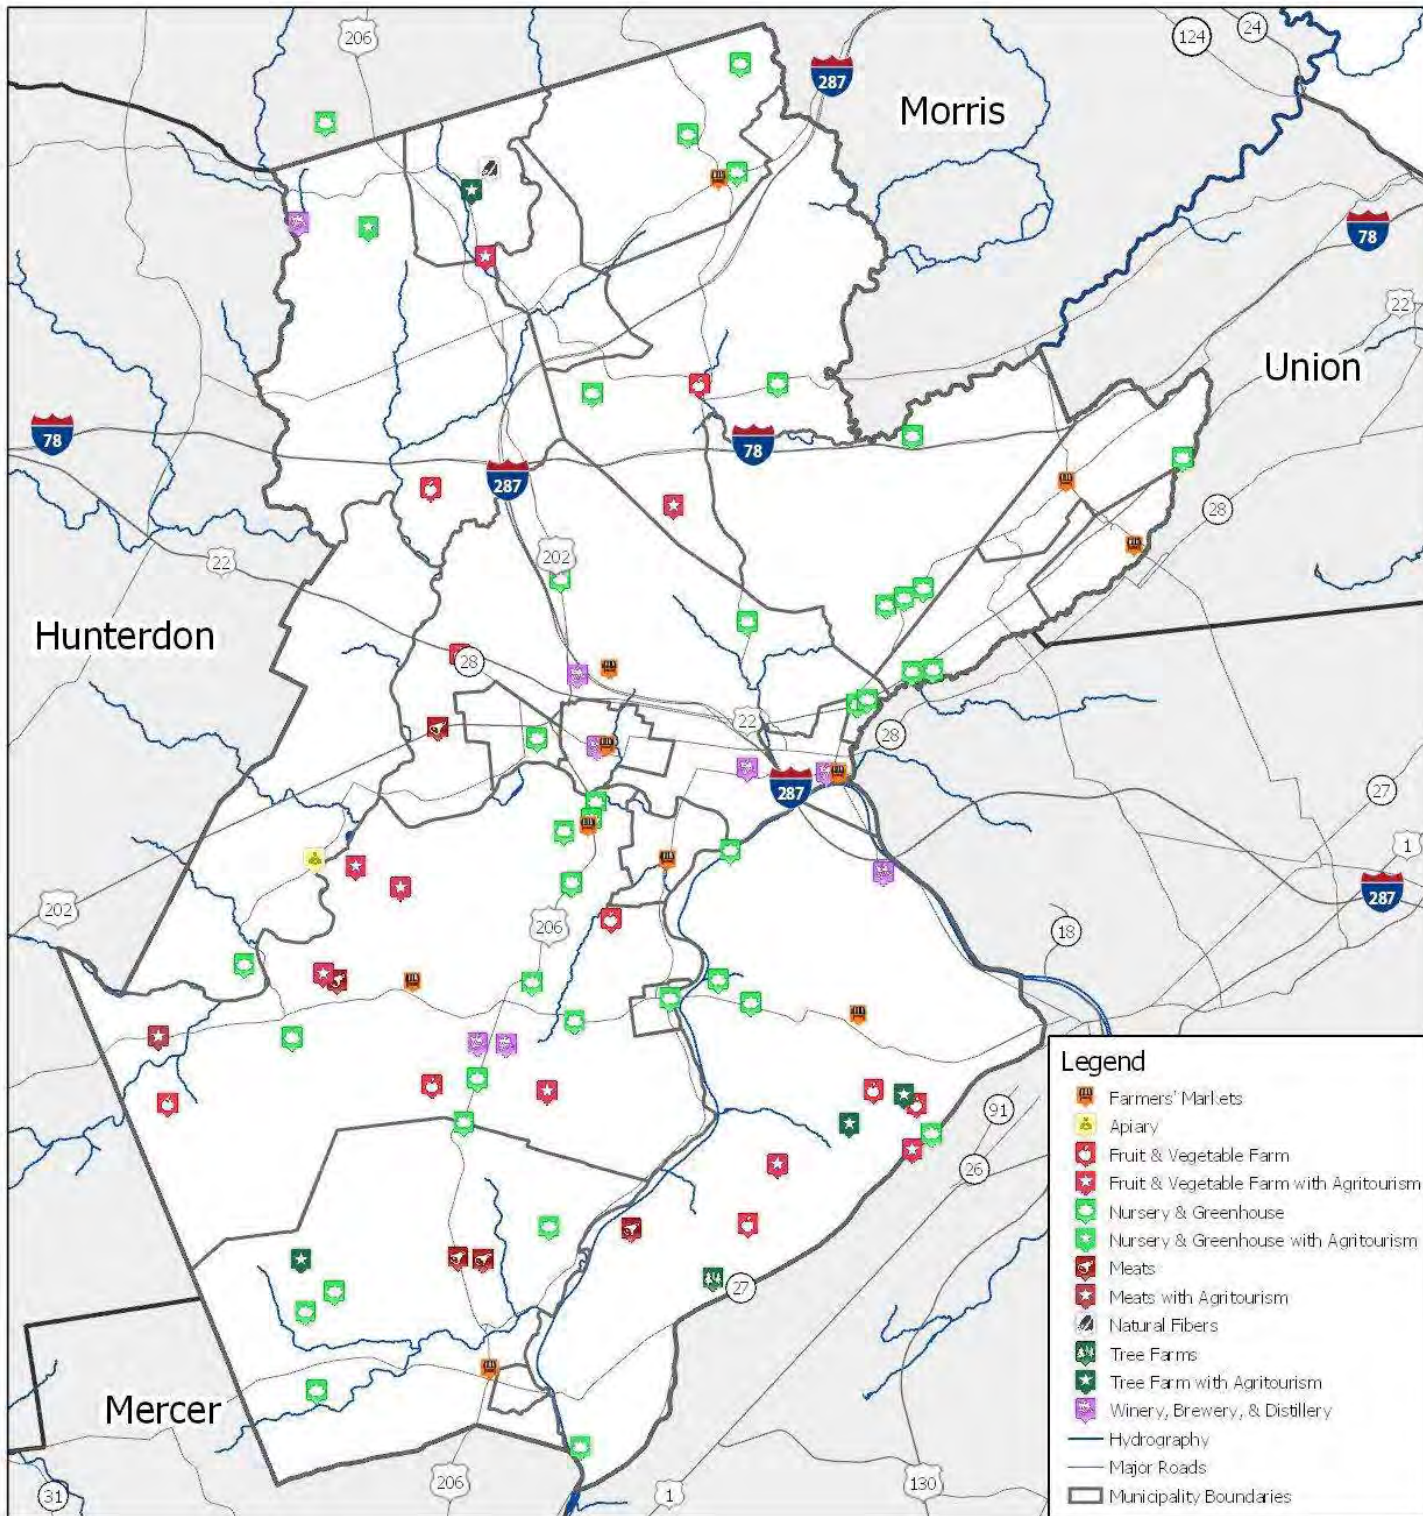 206
124
24
287
Morris
78
22
Union
78
78
287
28
202
22
Hunterdon
28
22
28
27
1
287
287
202
206
18
Legend
Farmers' Markets
Apiary
Fruit & Vegetable Farm
Fruit & Vegetable Farm with Agritourism
Nursery & Greenhouse
Nursery & Greenhouse with Agritourism
Meats
Meats with Agritourism
Natural Fibers
Tree Farms
Tree Farm with Agritourism
Winery, Brewery, & Distillery
Hydrography
Major Roads
Municipality Boundaries
91
26
27
Mercer
31
206
1
130